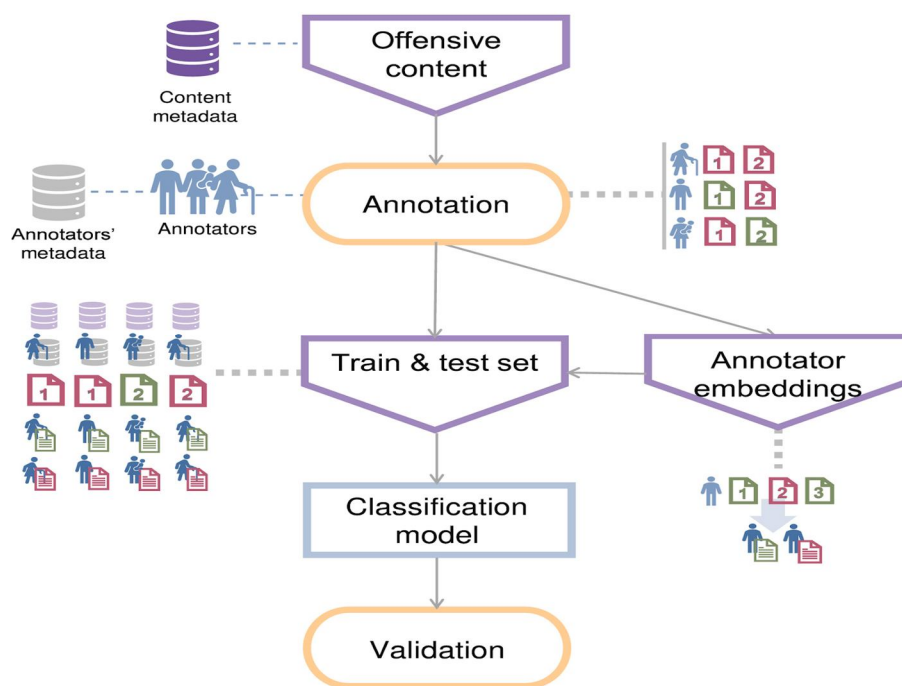 Offensive
content
Content
metadata
Annotators'
metadata
Annotators
Annotation
1 2
1 2
1 2
1 1 2 2
Train & test set
Annotator
embeddings
1 2 3
Classification
model
Validation